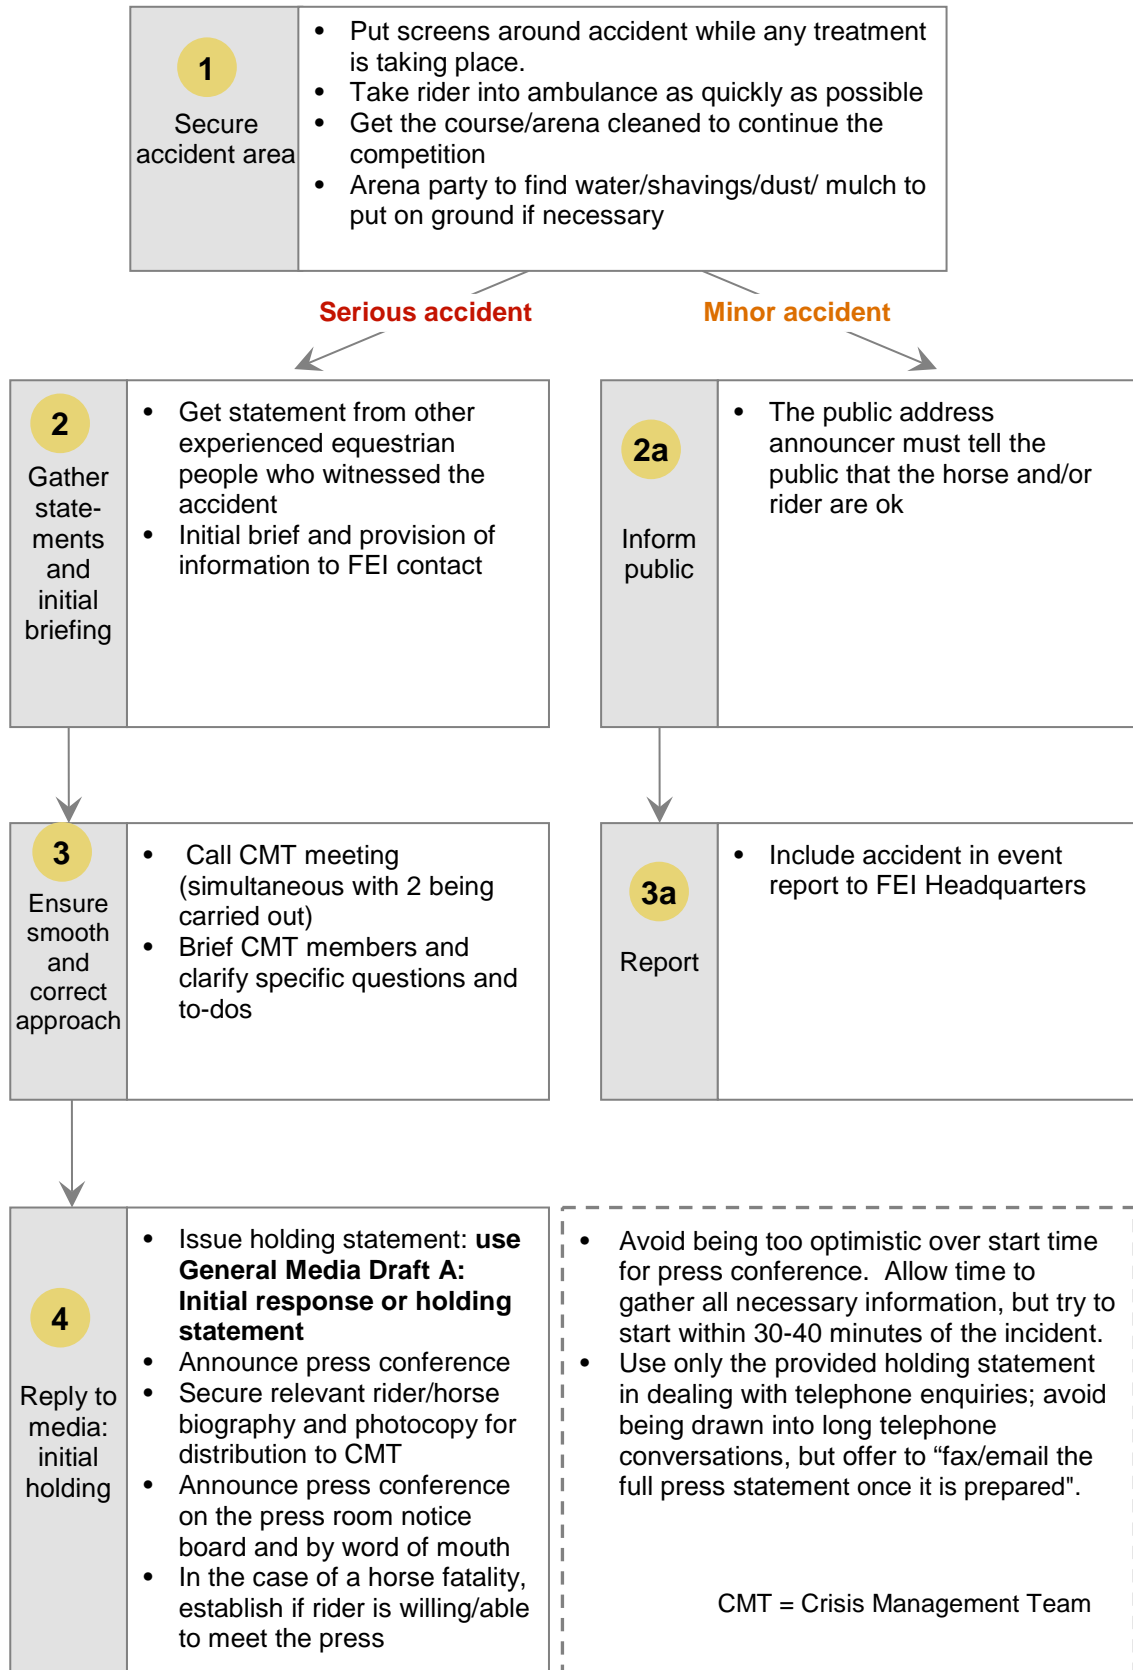 1
Secure
accident area
• Put screens around accident while any treatment
is taking place.
• Take rider into ambulance as quickly as possible
• Get the course/arena cleaned to continue the
competition
• Arena party to find water/shavings/dust/ mulch to
put on ground if necessary
Serious accident
Minor accident
2
Gather
state-
ments
and
initial
briefing
• Get statement from other
experienced equestrian
people who witnessed the
accident
• Initial brief and provision of
information to FEI contact
2a
Inform
public
• The public address
announcer must tell the
public that the horse and/or
rider are ok
3
Ensure
smooth
and
correct
approach
• Call CMT meeting
(simultaneous with 2 being
carried out)
• Brief CMT members and
clarify specific questions and
to-dos
3a
Report
• Include accident in event
report to FEI Headquarters
4
Reply to
media:
initial
holding
• Issue holding statement: use
General Media Draft A:
Initial response or holding
statement
• Announce press conference
• Secure relevant rider/horse
biography and photocopy for
distribution to CMT
• Announce press conference
on the press room notice
board and by word of mouth
• In the case of a horse fatality,
establish if rider is willing/able
to meet the press
• Avoid being too optimistic over start time
for press conference. Allow time to
gather all necessary information, but try to
start within 30-40 minutes of the incident.
• Use only the provided holding statement
in dealing with telephone enquiries; avoid
being drawn into long telephone
conversations, but offer to “fax/email the
full press statement once it is prepared".
CMT = Crisis Management Team